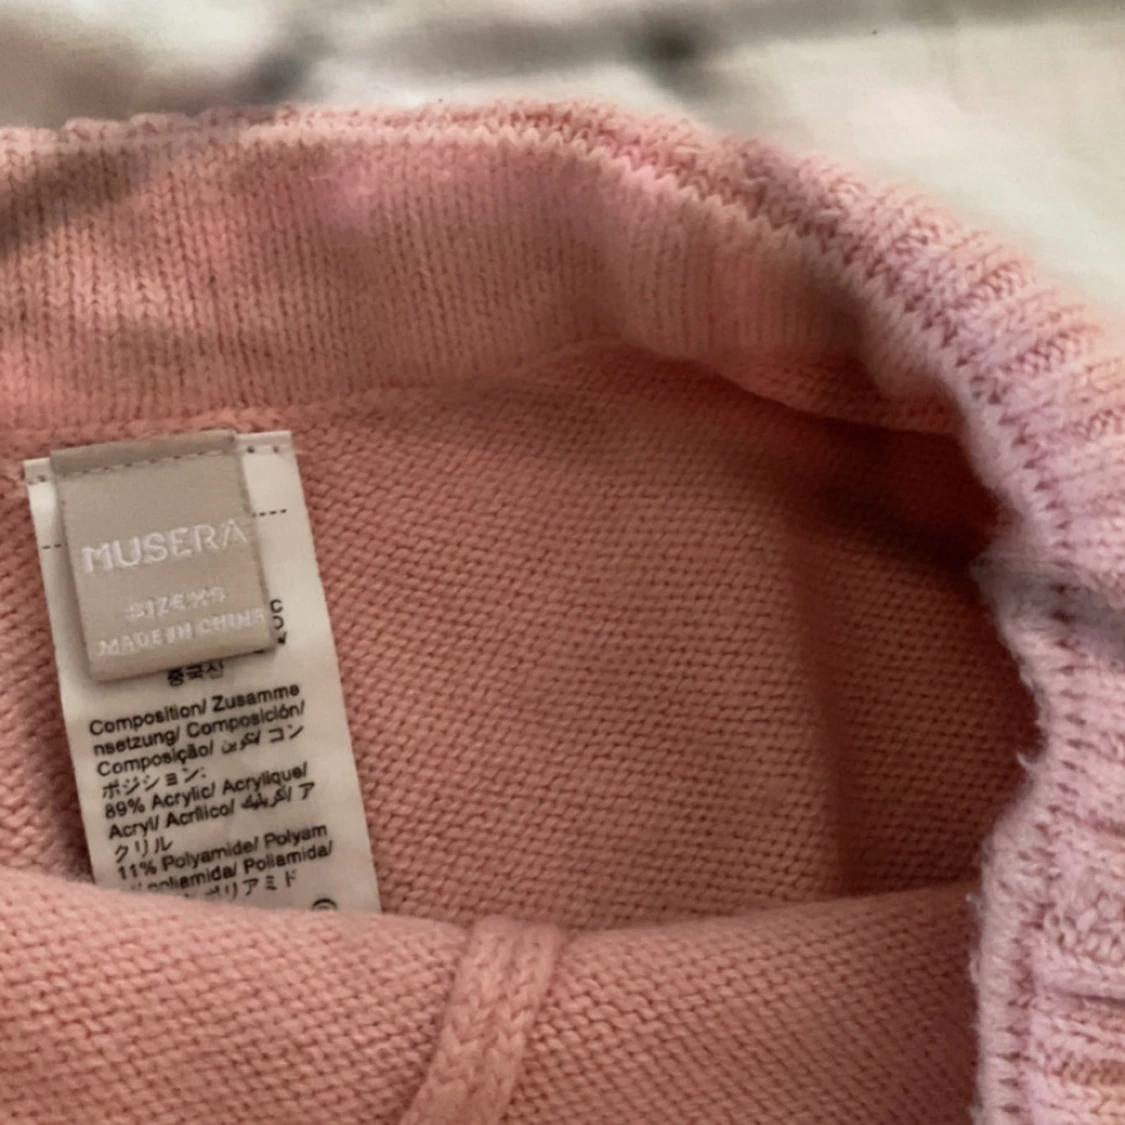 MUSERA
SIZE XS
MADE IN CHINA
C
O
중국산
Composition/ Zusamme
nsetzung/ Composición/
Composição/ تكوين/ コン
ポジション:
89% Acrylic/ Acrylique/
Acryl/ Acrílico/ أكريليك/ ア
クリル
11% Polyamide/ Polyam
Poliamida/ Poliamida/
ポリアミド